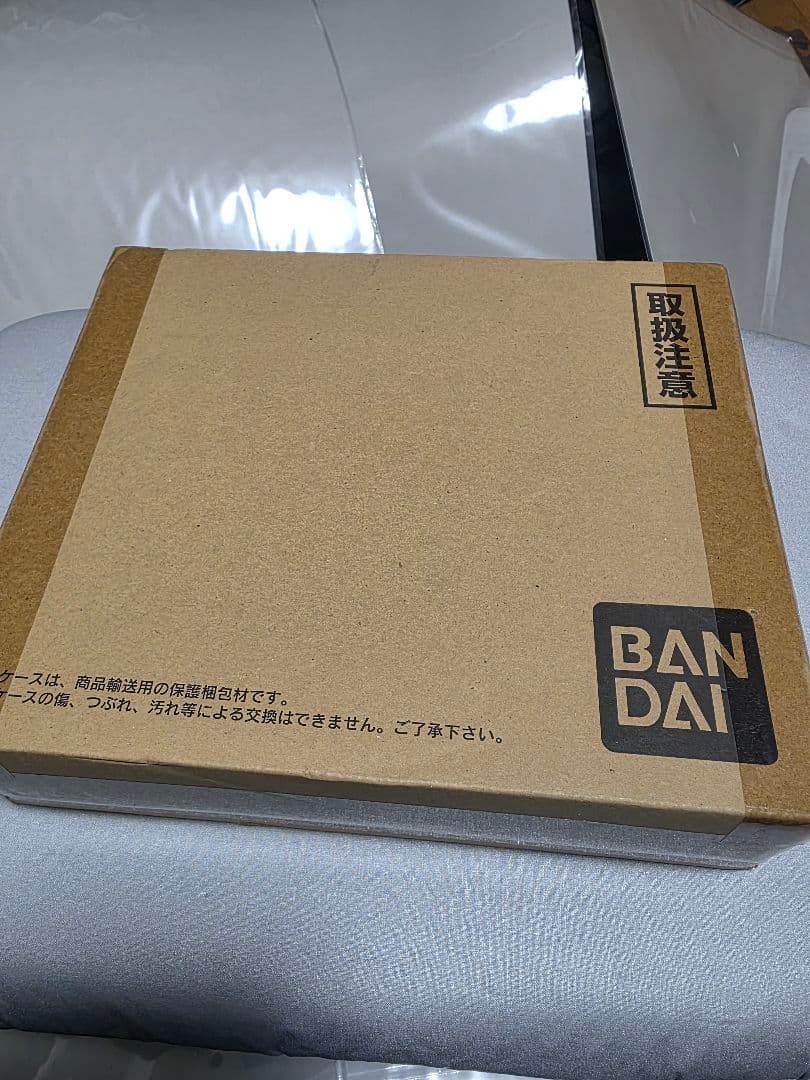 取扱注意
BAN
DAI
ケースは、商品輸送用の保護梱包材です。
ケースの傷、つぶれ、汚れ等による交換はできません。ご了承下さい。